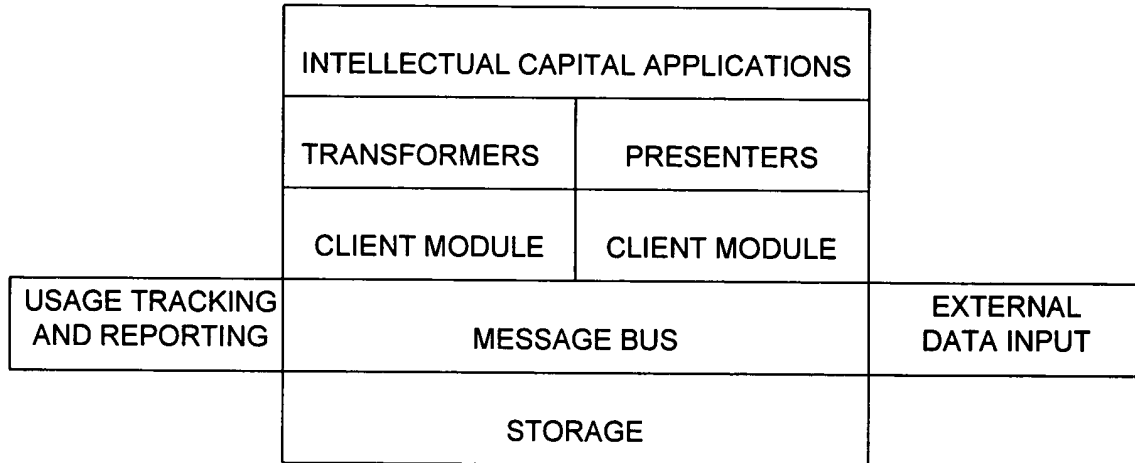 INTELLECTUAL CAPITAL APPLICATIONS
TRANSFORMERS
PRESENTERS
CLIENT MODULE
CLIENT MODULE
USAGE TRACKING
AND REPORTING
MESSAGE BUS
EXTERNAL
DATA INPUT
STORAGE